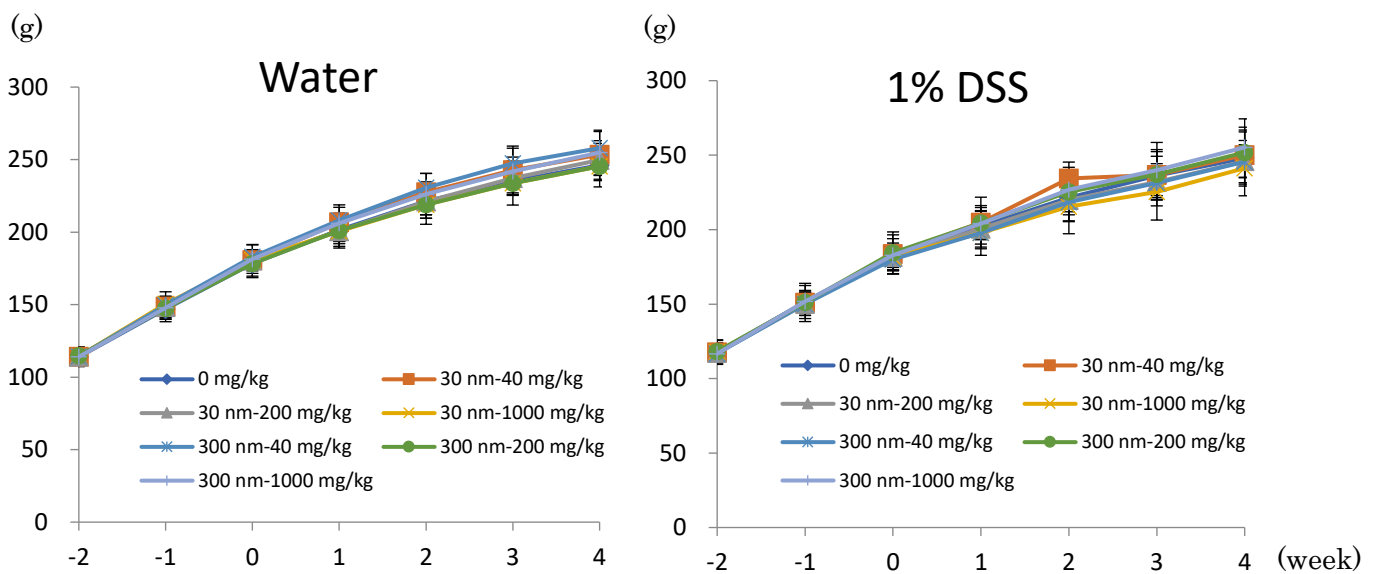 (g)
Water
300
250
200
150
100
50
0
-2 -1 0 1 2 3 4
0 mg/kg 30 nm-40 mg/kg
30 nm-200 mg/kg 30 nm-1000 mg/kg
300 nm-40 mg/kg 300 nm-200 mg/kg
300 nm-1000 mg/kg
(g)
1% DSS
300
250
200
150
100
50
0
-2 -1 0 1 2 3 4 (week)
0 mg/kg 30 nm-40 mg/kg
30 nm-200 mg/kg 30 nm-1000 mg/kg
300 nm-40 mg/kg 300 nm-200 mg/kg
300 nm-1000 mg/kg